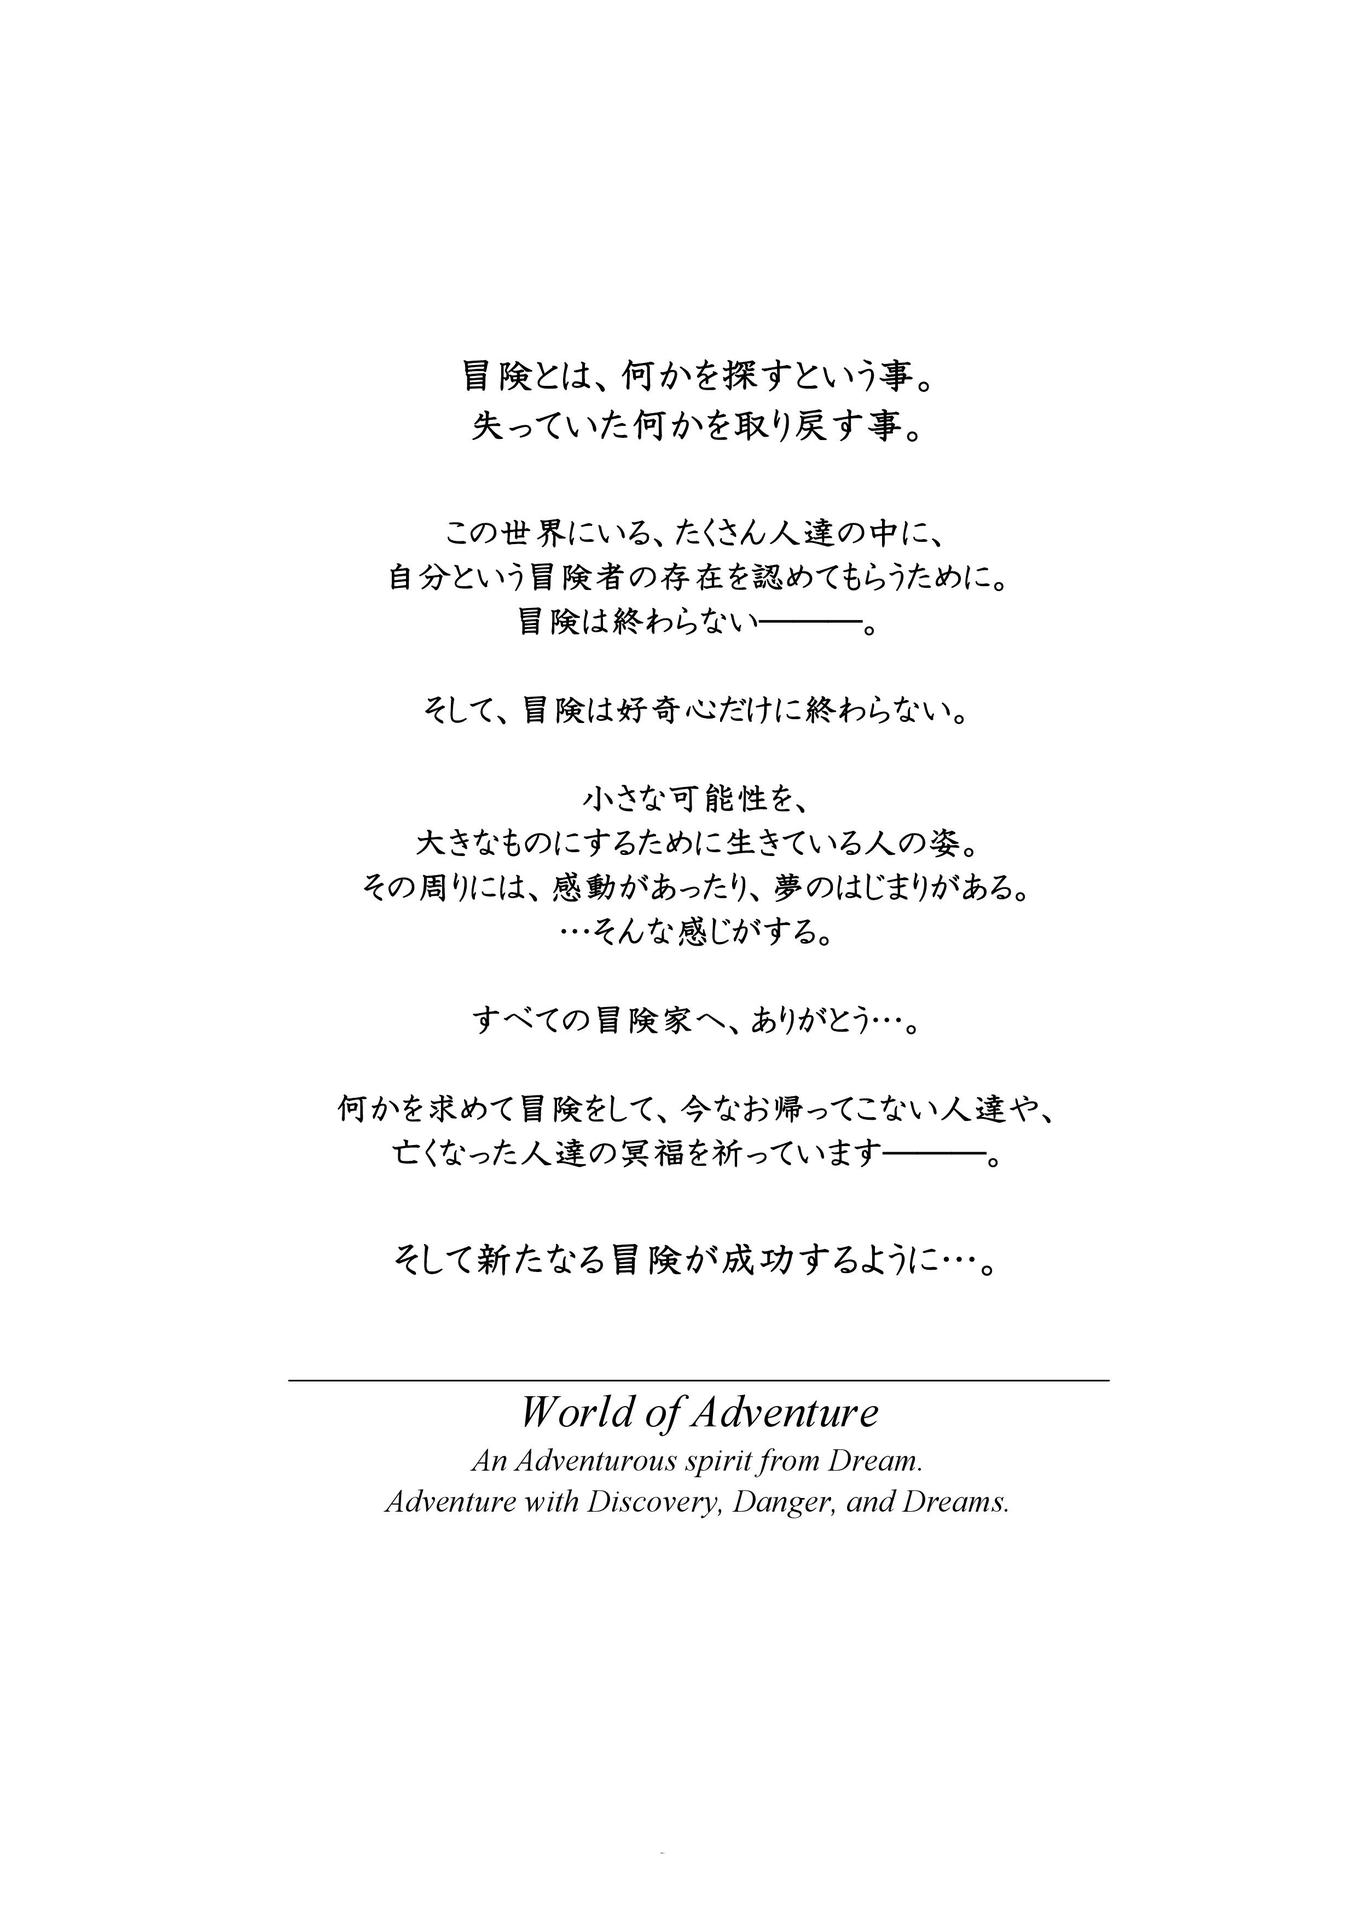 冒険とは、何かを探すという事。
失っていた何かを取り戻す事。
この世界にいる、たくさん人達の中に、
自分という冒険者の存在を認めてもらうために。
冒険は終わらない―――。
そして、冒険は好奇心だけに終わらない。
小さな可能性を、
大きなものにするために生きている人の姿。
その周りには、感動があったり、夢のはじまりがある。
…そんな感じがする。
すべての冒険家へ、ありがとう…。
何かを求めて冒険をして、今なお帰ってこない人達や、
亡くなった人達の冥福を祈っています―――。
そして新たなる冒険が成功するように…。
World of Adventure
An Adventurous spirit from Dream.
Adventure with Discovery, Danger, and Dreams.